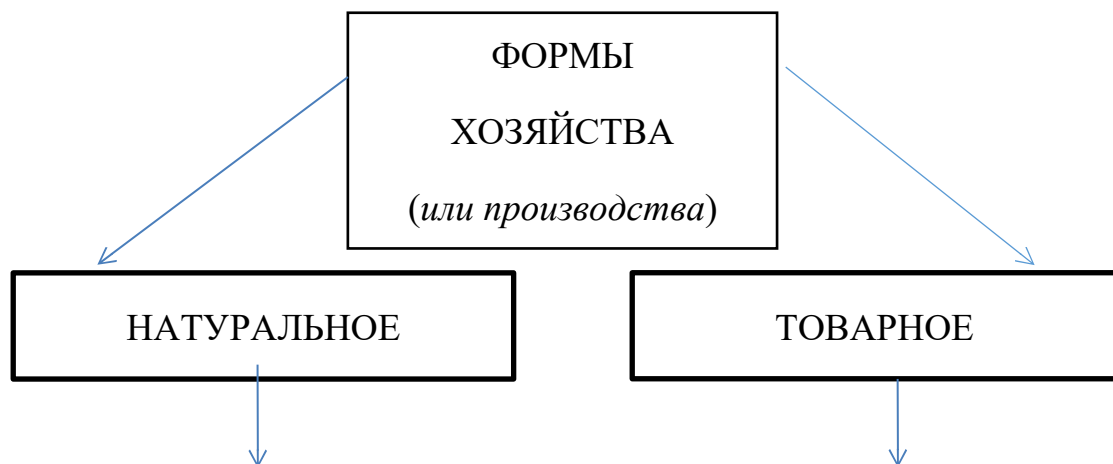 ФОРМЫ
ХОЗЯЙСТВА
(или производства)
НАТУРАЛЬНОЕ
ТОВАРНОЕ